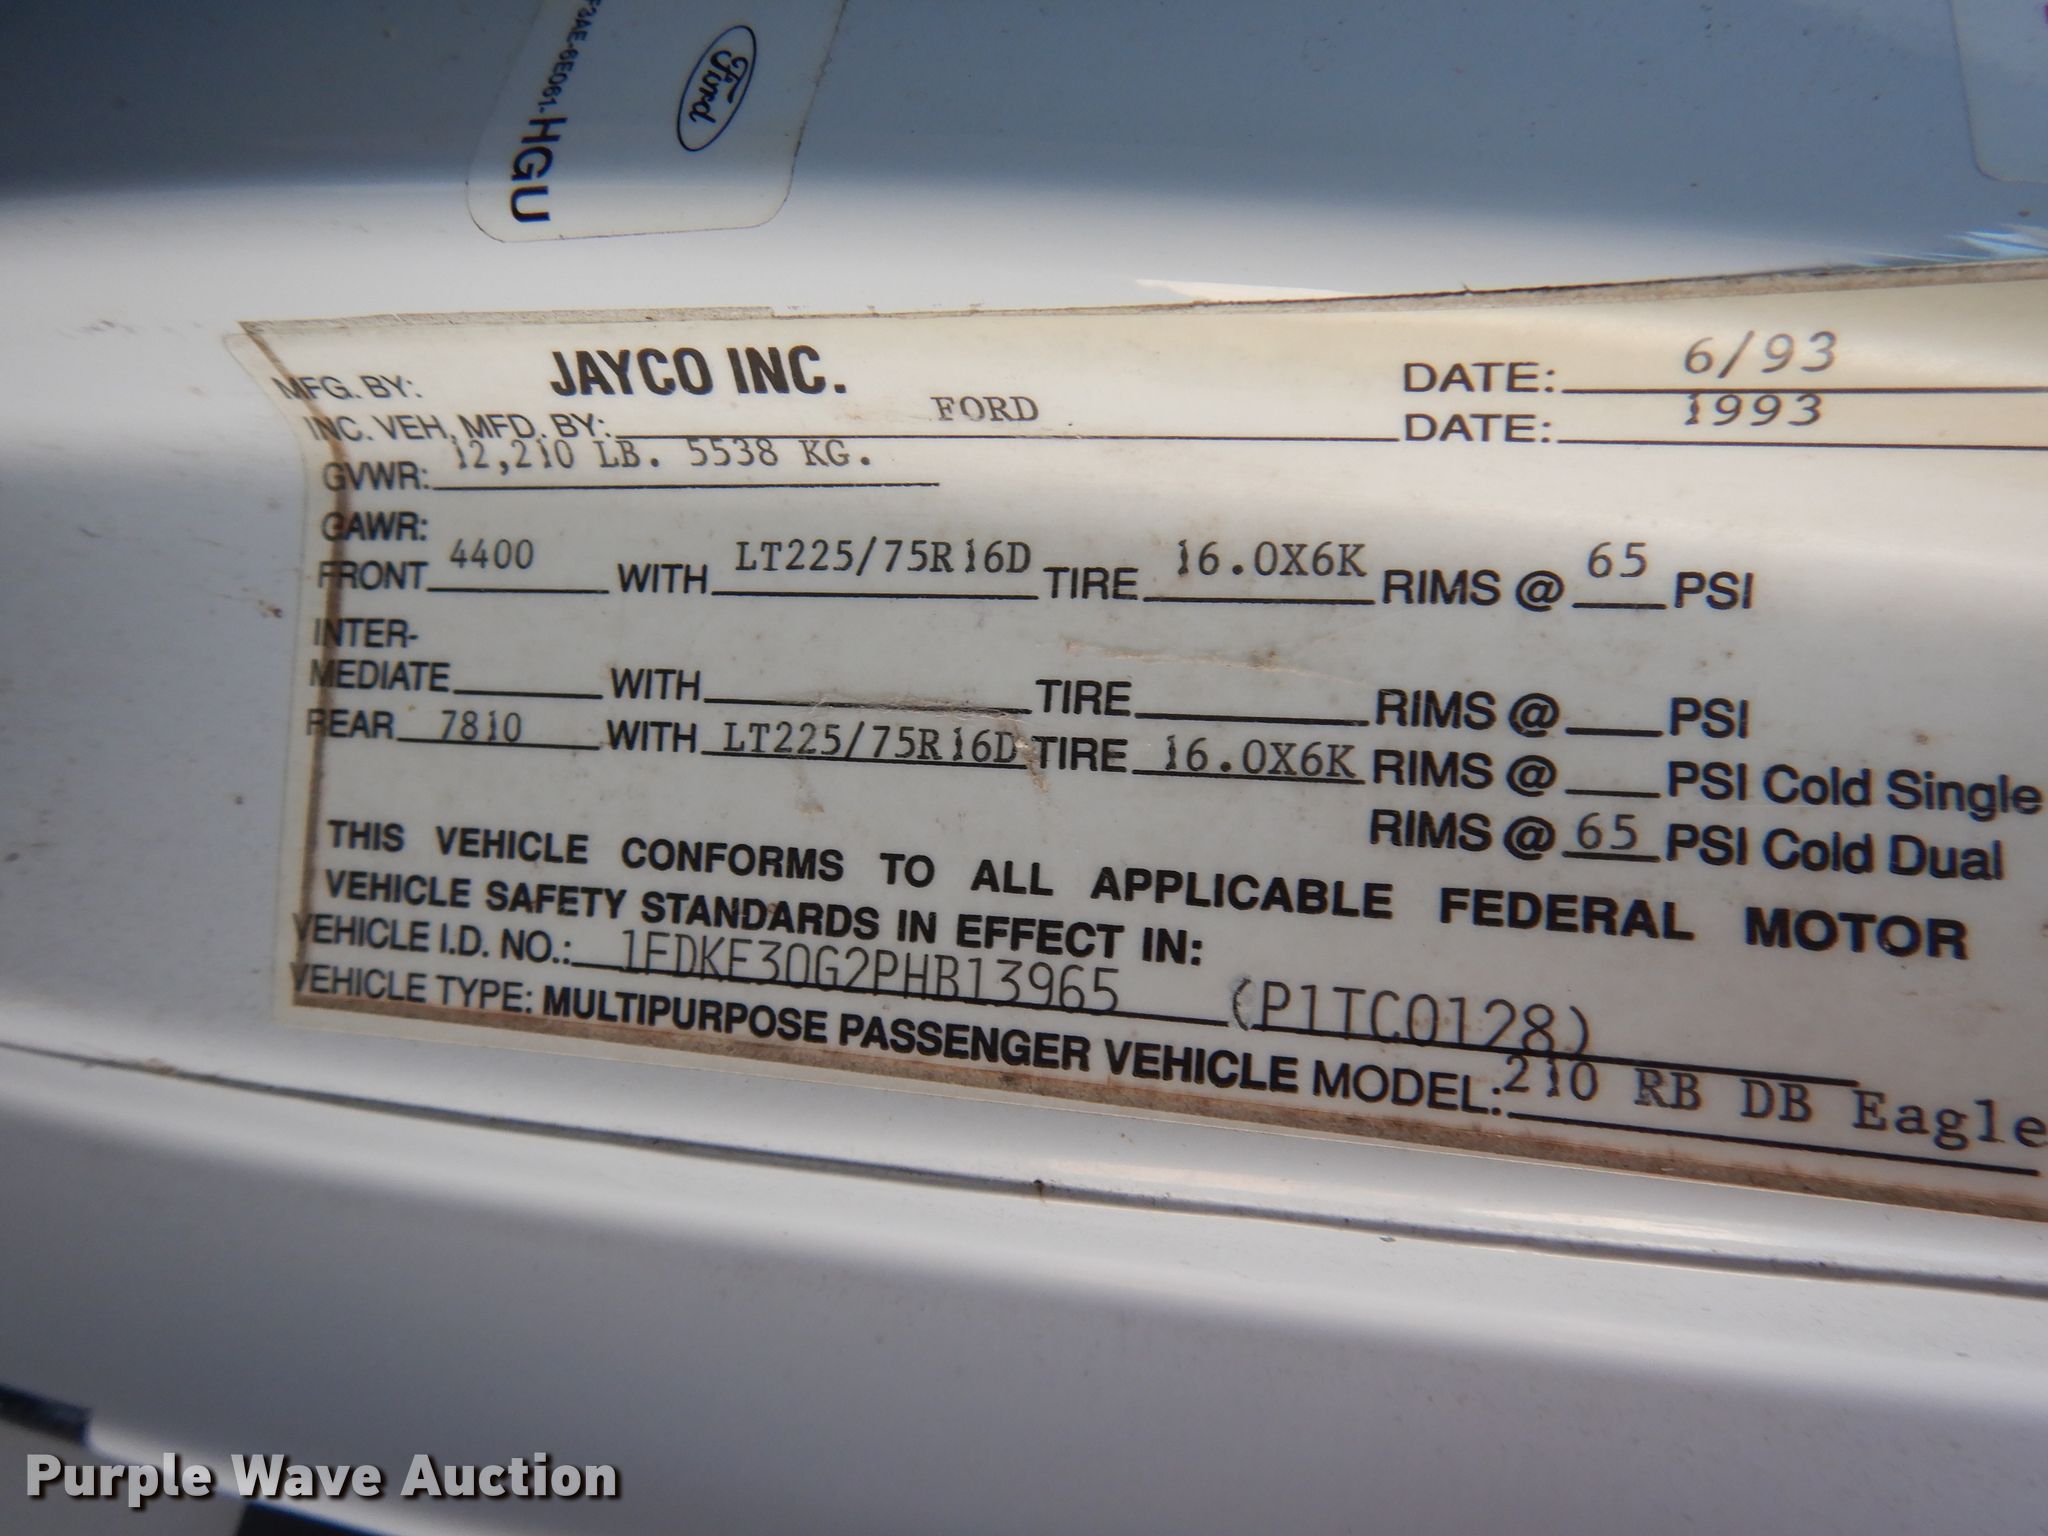 F3AE-6E061-HGU
Ford
MFG. BY: JAYCO INC. DATE: 6/93
INC. VEH. MFD. BY: FORD DATE: 1993
GVWR: 12,210 LB. 5538 KG.
GAWR:
FRONT 4400 WITH LT225/75R16D TIRE 16.0X6K RIMS @ 65 PSI
INTER-
MEDIATE WITH TIRE RIMS @ PSI
REAR 7810 WITH LT225/75R16D TIRE 16.0X6K RIMS @ PSI Cold Single
RIMS @ 65 PSI Cold Dual
THIS VEHICLE CONFORMS TO ALL APPLICABLE FEDERAL MOTOR
VEHICLE SAFETY STANDARDS IN EFFECT IN:
VEHICLE I.D. NO.: 1FDKE30G2PHB13965 (P1TC0128)
VEHICLE TYPE: MULTIPURPOSE PASSENGER VEHICLE MODEL: 210 RB DB Eagle
Purple Wave Auction